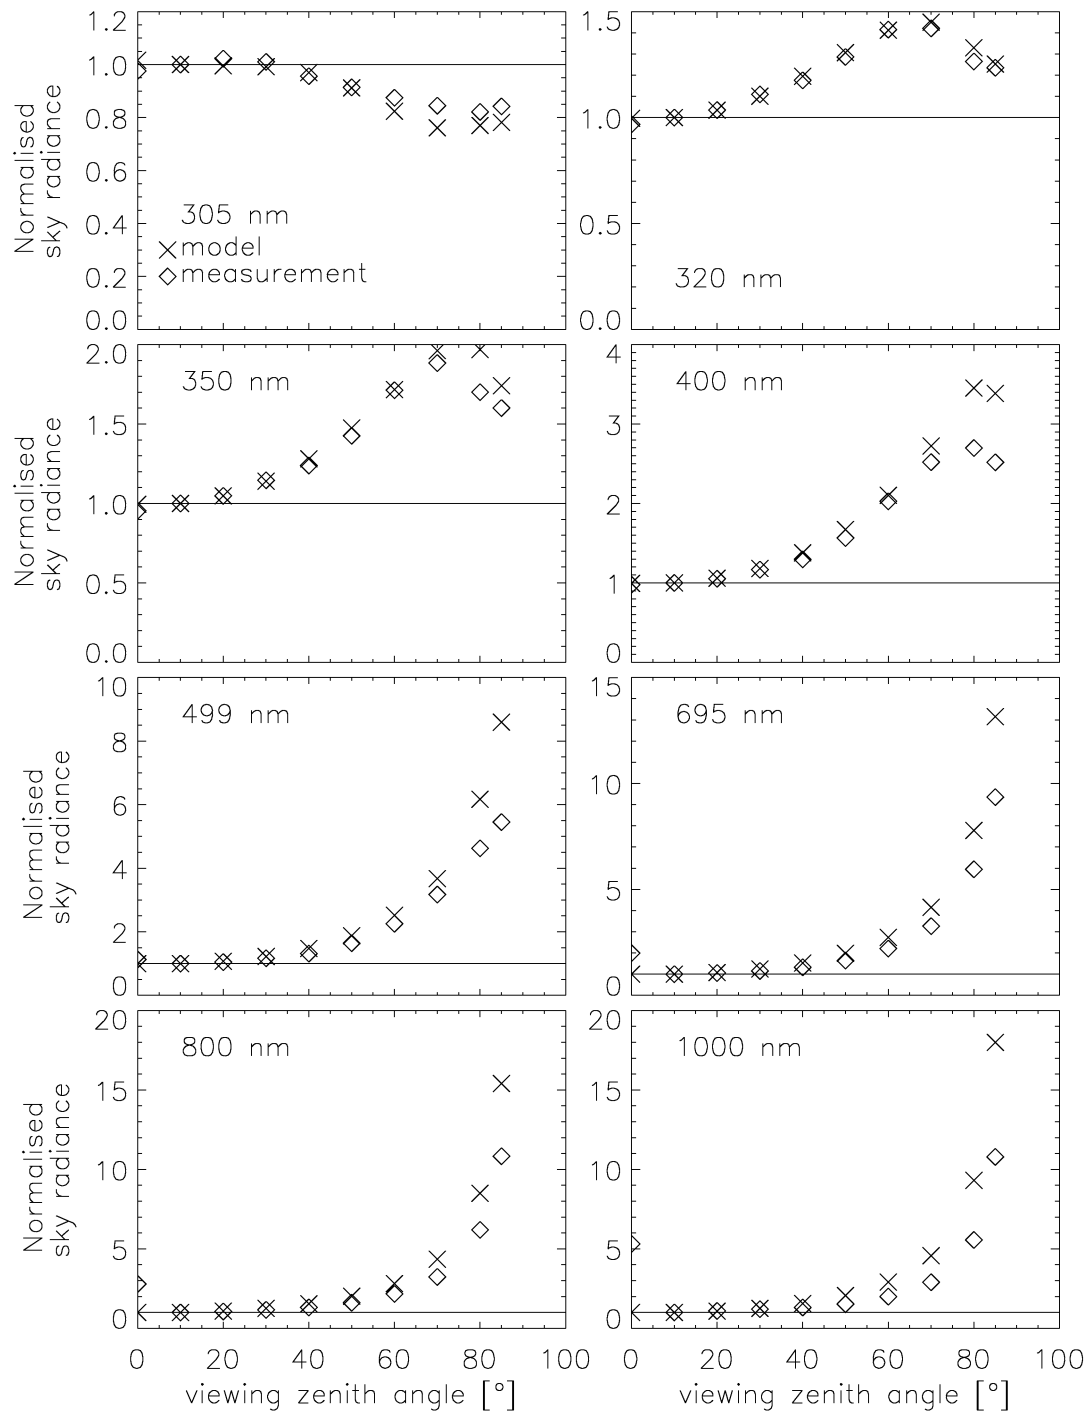 1.2
1.0
0.8
0.6
0.4
0.2
0.0
Normalised
sky radiance
305 nm
model
measurement
1.5
1.0
0.5
0.0
320 nm
2.0
1.5
1.0
0.5
0.0
Normalised
sky radiance
350 nm
4
3
2
1
0
400 nm
10
8
6
4
2
0
Normalised
sky radiance
499 nm
15
10
5
0
695 nm
20
15
10
5
0
Normalised
sky radiance
800 nm
0 20 40 60 80 100
viewing zenith angle [°]
20
15
10
5
0
1000 nm
0 20 40 60 80 100
viewing zenith angle [°]